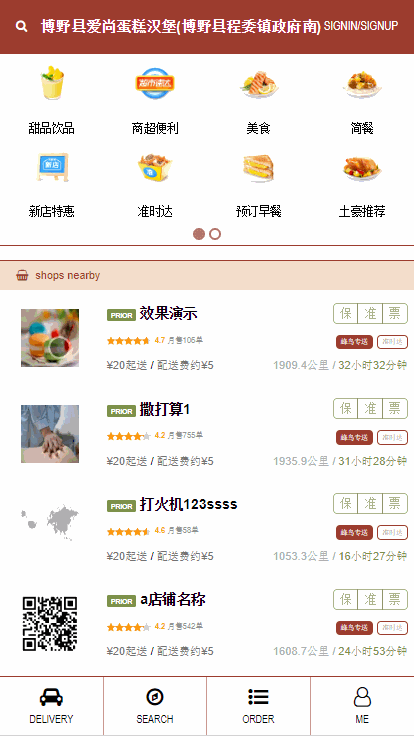 博野县爱尚蛋糕汉堡(博野县程委镇政府南) SIGNIN/SIGNUP
甜品饮品 商超便利 美食 简餐
超市速达
新店
新店特惠 准时达 预订早餐 土豪推荐
shops nearby
PRIOR 效果演示 保 准 票
4.7 月售105单 蜂鸟专送 准时达
¥20起送 / 配送费约¥5 1909.4公里 / 32小时32分钟
PRIOR 撒打算1 保 准 票
4.2 月售755单 蜂鸟专送 准时达
¥20起送 / 配送费约¥5 1935.9公里 / 31小时28分钟
PRIOR 打火机123ssss 保 准 票
4.6 月售58单 蜂鸟专送 准时达
¥20起送 / 配送费约¥5 1053.3公里 / 16小时27分钟
PRIOR a店铺名称 保 准 票
4.2 月售542单 蜂鸟专送 准时达
¥20起送 / 配送费约¥5 1608.7公里 / 24小时53分钟
DELIVERY SEARCH ORDER ME